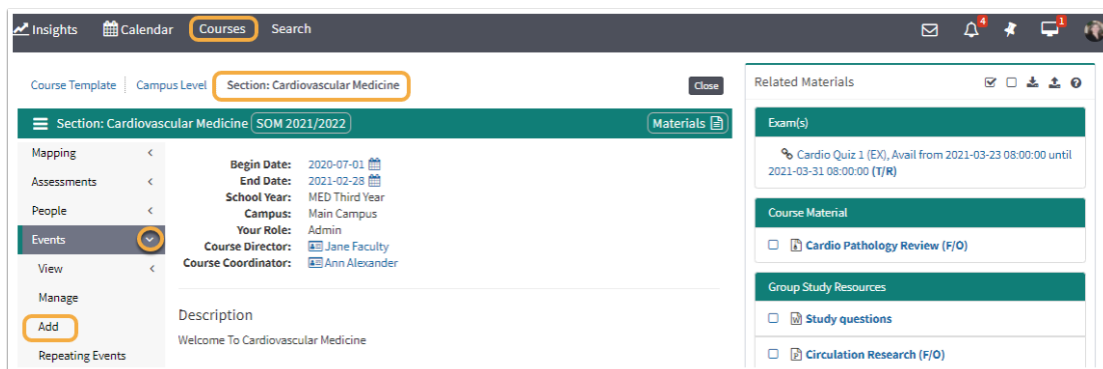 Insights Calendar Courses Search 4 1
Course Template Campus Level Section: Cardiovascular Medicine Close
Section: Cardiovascular Medicine SOM 2021/2022 Materials
Mapping
Assessments
People
Events
View
Manage
Add
Repeating Events
Begin Date: 2020-07-01
End Date: 2021-02-28
School Year: MED Third Year
Campus: Main Campus
Your Role: Admin
Course Director: Jane Faculty
Course Coordinator: Ann Alexander
Description
Welcome To Cardiovascular Medicine
Related Materials
Exam(s)
Cardio Quiz 1 (EX), Avail from 2021-03-23 08:00:00 until
2021-03-31 08:00:00 (T/R)
Course Material
Cardio Pathology Review (F/O)
Group Study Resources
Study questions
Circulation Research (F/O)